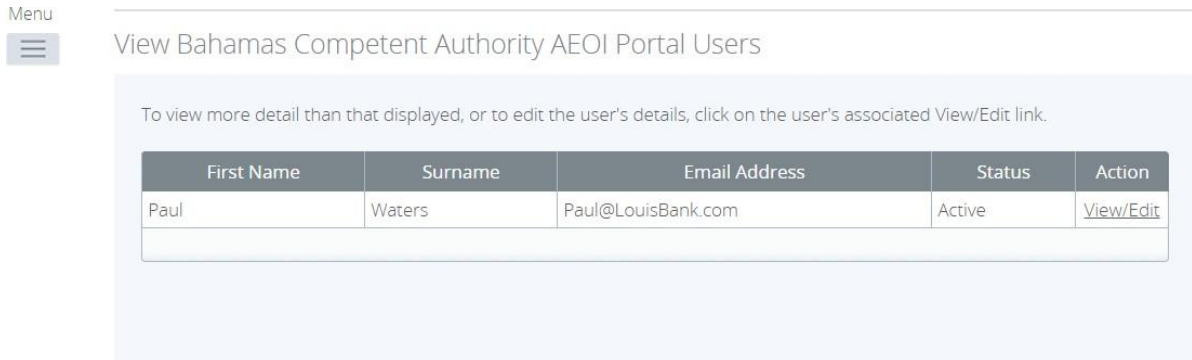 Menu
View Bahamas Competent Authority AEOI Portal Users
To view more detail than that displayed, or to edit the user's details, click on the user's associated View/Edit link.
First Name Surname Email Address Status Action
Paul Waters Paul@LouisBank.com Active View/Edit